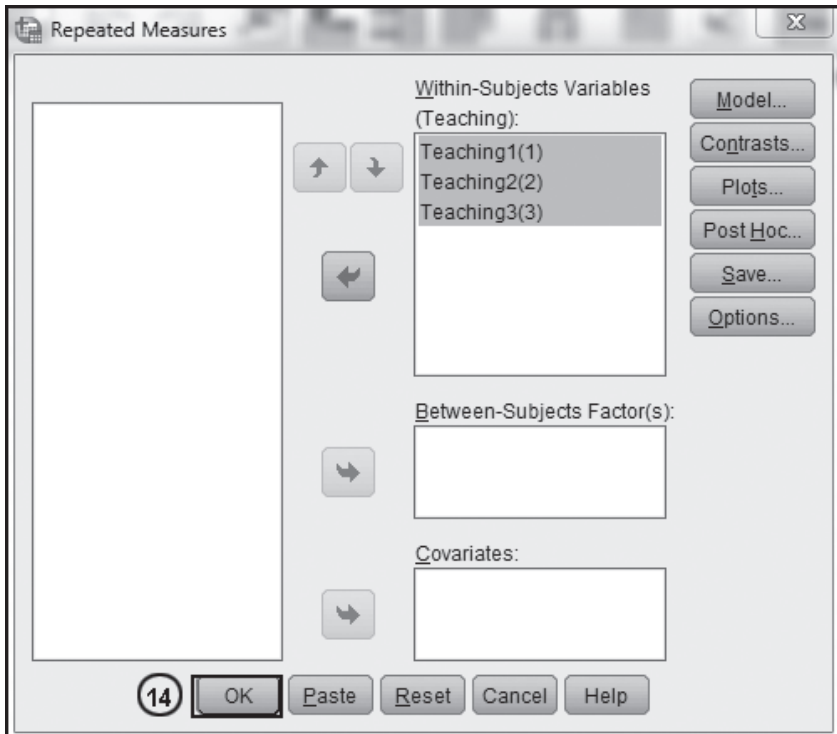 Repeated Measures
Within-Subjects Variables
(Teaching):
Teaching1(1)
Teaching2(2)
Teaching3(3)
Model...
Contrasts...
Plots...
Post Hoc...
Save...
Options...
Between-Subjects Factor(s):
Covariates:
14 OK Paste Reset Cancel Help